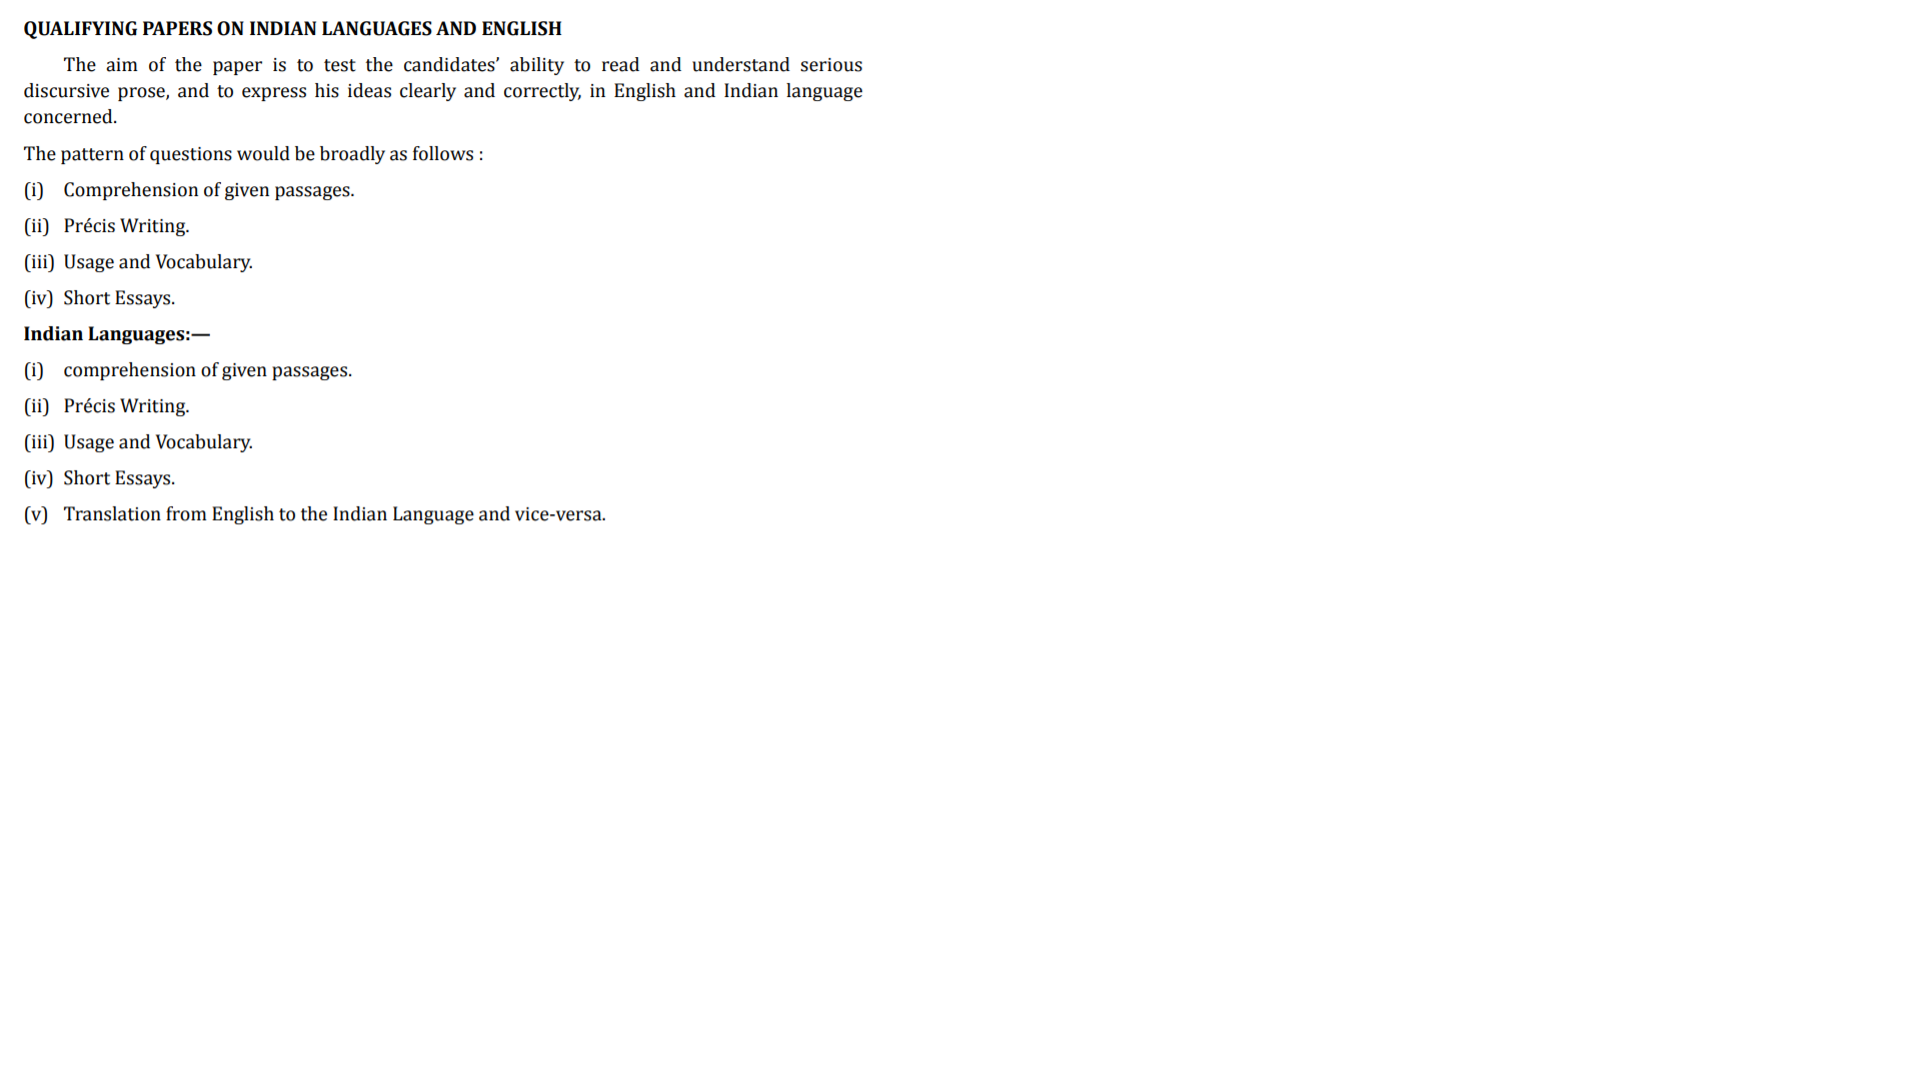 QUALIFYING PAPERS ON INDIAN LANGUAGES AND ENGLISH
The aim of the paper is to test the candidates’ ability to read and understand serious
discursive prose, and to express his ideas clearly and correctly, in English and Indian language
concerned.
The pattern of questions would be broadly as follows :
(i) Comprehension of given passages.
(ii) Précis Writing.
(iii) Usage and Vocabulary.
(iv) Short Essays.
Indian Languages:—
(i) comprehension of given passages.
(ii) Précis Writing.
(iii) Usage and Vocabulary.
(iv) Short Essays.
(v) Translation from English to the Indian Language and vice-versa.